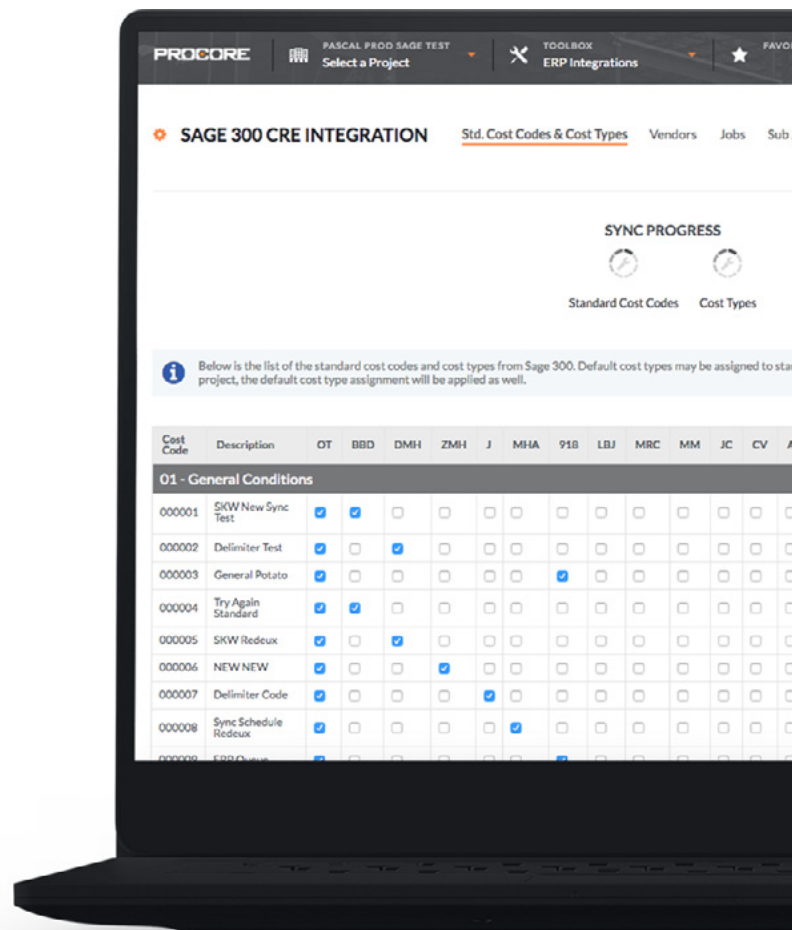 PROCORE
PASCAL PROD SAGE TEST
Select a Project
TOOLBOX
ERP Integrations
SAGE 300 CRE INTEGRATION
Std. Cost Codes & Cost Types
Vendors
Jobs
Sub
SYNC PROGRESS
Standard Cost Codes
Cost Types
Below is the list of the standard cost codes and cost types from Sage 300. Default cost types may be assigned to
project, the default cost type assignment will be applied as well.
Cost Code Description OT BBD DMH ZMH J MHA 918 LBJ MRC MM JC CV
01 - General Conditions
000001 SKW New Sync Test
000002 Delimiter Test
000003 General Potato
000004 Try Again Standard
000005 SKW Redeux
000006 NEW NEW
000007 Delimiter Code
000008 Sync Schedule Redeux